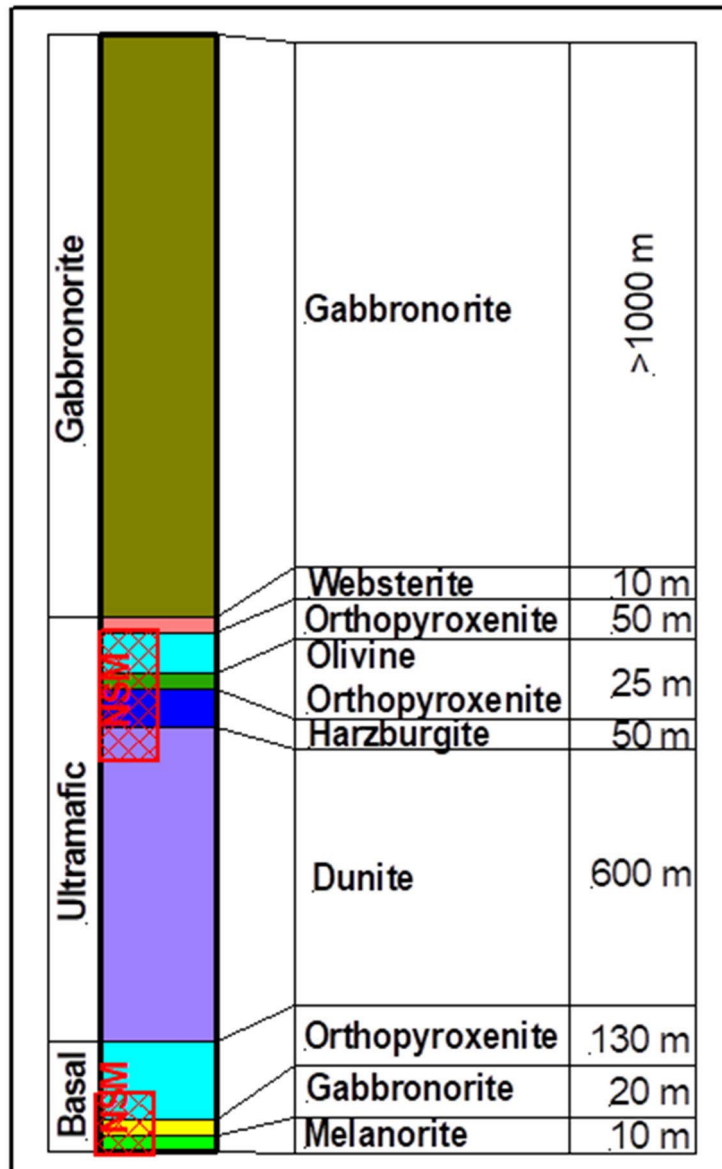 Gabbronorite
Gabbronorite
>1000 m
Websterite
10 m
Orthopyroxenite
50 m
Olivine
Orthopyroxenite
25 m
Harzburgite
50 m
Ultramafic
NSM
Dunite
600 m
Basal
NSM
Orthopyroxenite
130 m
Gabbronorite
20 m
Melanorite
10 m